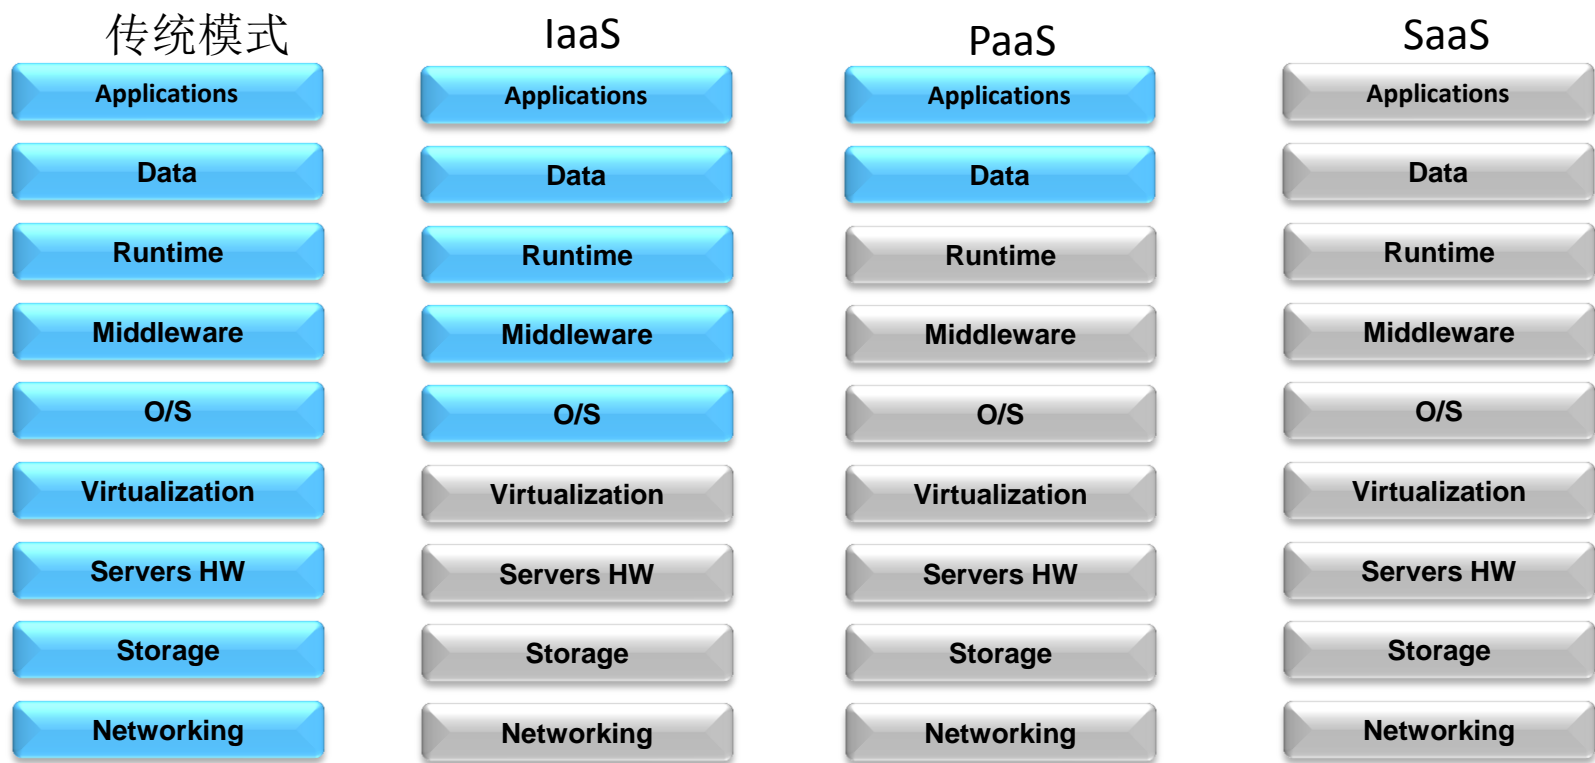 传统模式
Applications
Data
Runtime
Middleware
O/S
Virtualization
Servers HW
Storage
Networking
IaaS
Applications
Data
Runtime
Middleware
O/S
Virtualization
Servers HW
Storage
Networking
PaaS
Applications
Data
Runtime
Middleware
O/S
Virtualization
Servers HW
Storage
Networking
SaaS
Applications
Data
Runtime
Middleware
O/S
Virtualization
Servers HW
Storage
Networking